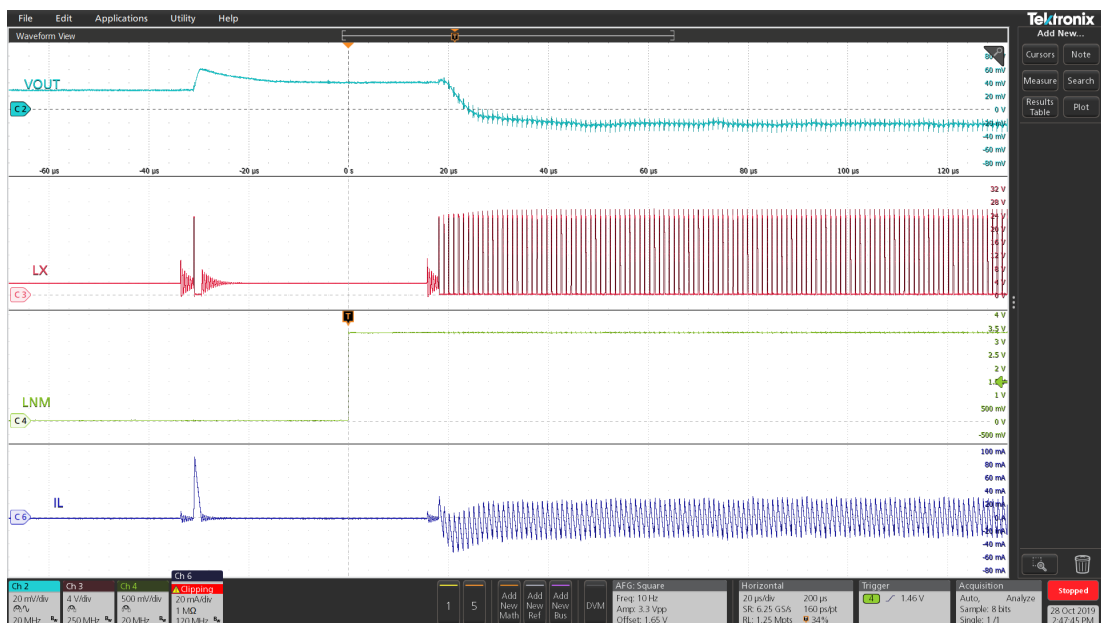 File Edit Applications Utility Help
Tektronix
Waveform View
Add New...
T
Cursors Note
Measure Search
Results Table Plot
VOUT
C2
80 mV
60 mV
40 mV
20 mV
0 V
-20 mV
-40 mV
-60 mV
-80 mV
-60 µs -40 µs -20 µs 0 s 20 µs 40 µs 60 µs 80 µs 100 µs 120 µs
LX
C3
32 V
28 V
24 V
20 V
16 V
12 V
8 V
4 V
0 V
T
LNM
C4
4 V
3.5 V
3 V
2.5 V
2 V
1 V
500 mV
0 V
-500 mV
IL
C6
100 mA
80 mA
60 mA
40 mA
20 mA
0 A
-20 mA
-40 mA
-60 mA
-80 mA
Ch 2
20 mV/div
20 MHz Bw
Ch 3
4 V/div
250 MHz Bw
Ch 4
500 mV/div
20 MHz Bw
Ch 6
Clipping
20 mA/div
1 MΩ
120 MHz Bw
1 5
Add New Math
Add New Ref
Add New Bus
DVM
AFG: Square
Freq: 10 Hz
Amp: 3.3 Vpp
Offset: 1.65 V
Horizontal
20 µs/div 200 µs
SR: 6.25 GS/s 160 ps/pt
RL: 1.25 Mpts 34%
Trigger
4 1.46 V
Acquisition
Auto, Analyze
Sample: 8 bits
Single: 1/1
Stopped
28 Oct 2019
2:47:45 PM